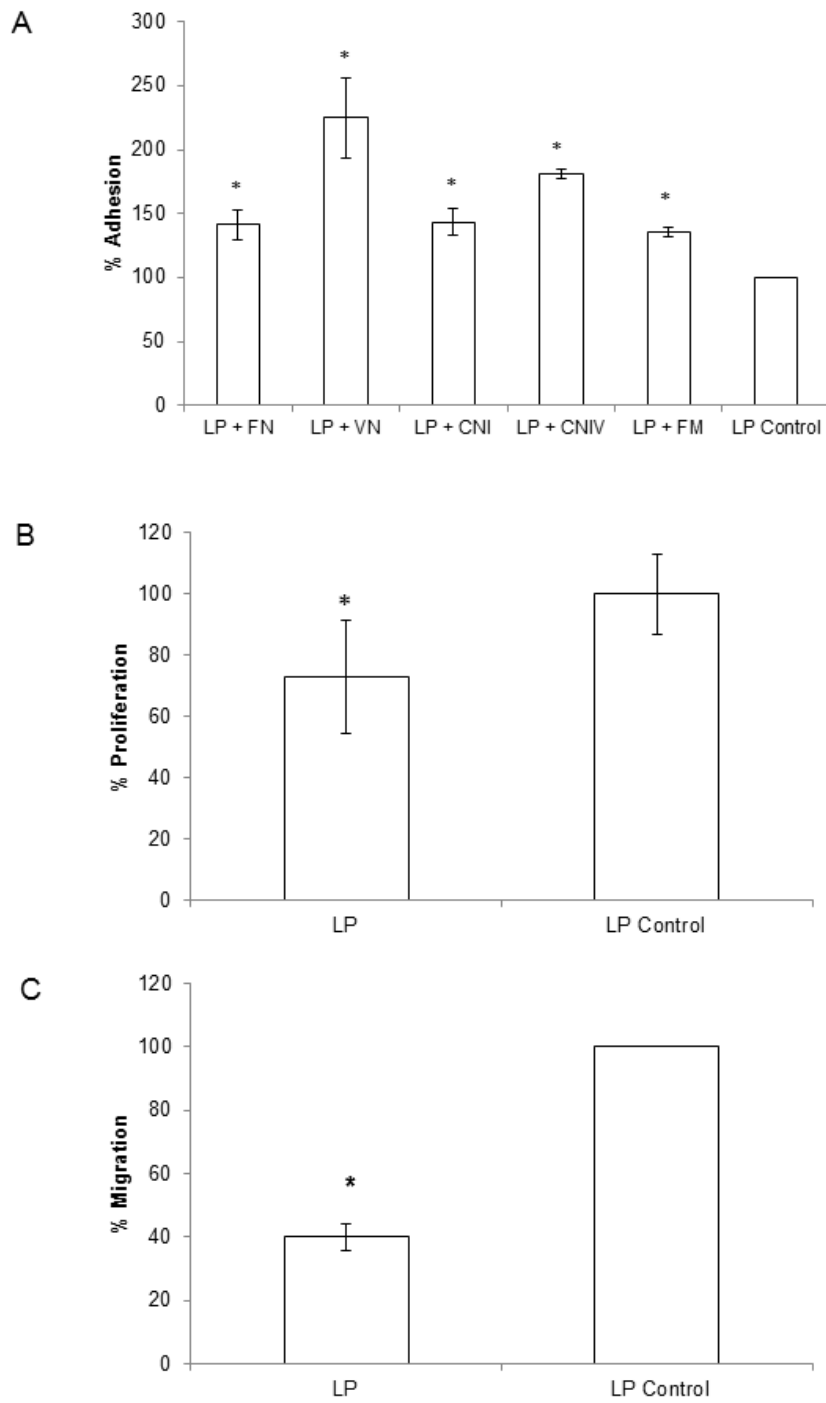 A
300
250
200
150
100
50
0
% Adhesion
* * * * *
LP + FN LP + VN LP + CNI LP + CNIV LP + FM LP Control
B
120
100
80
60
40
20
0
% Proliferation
*
LP LP Control
C
120
100
80
60
40
20
0
% Migration
*
LP LP Control